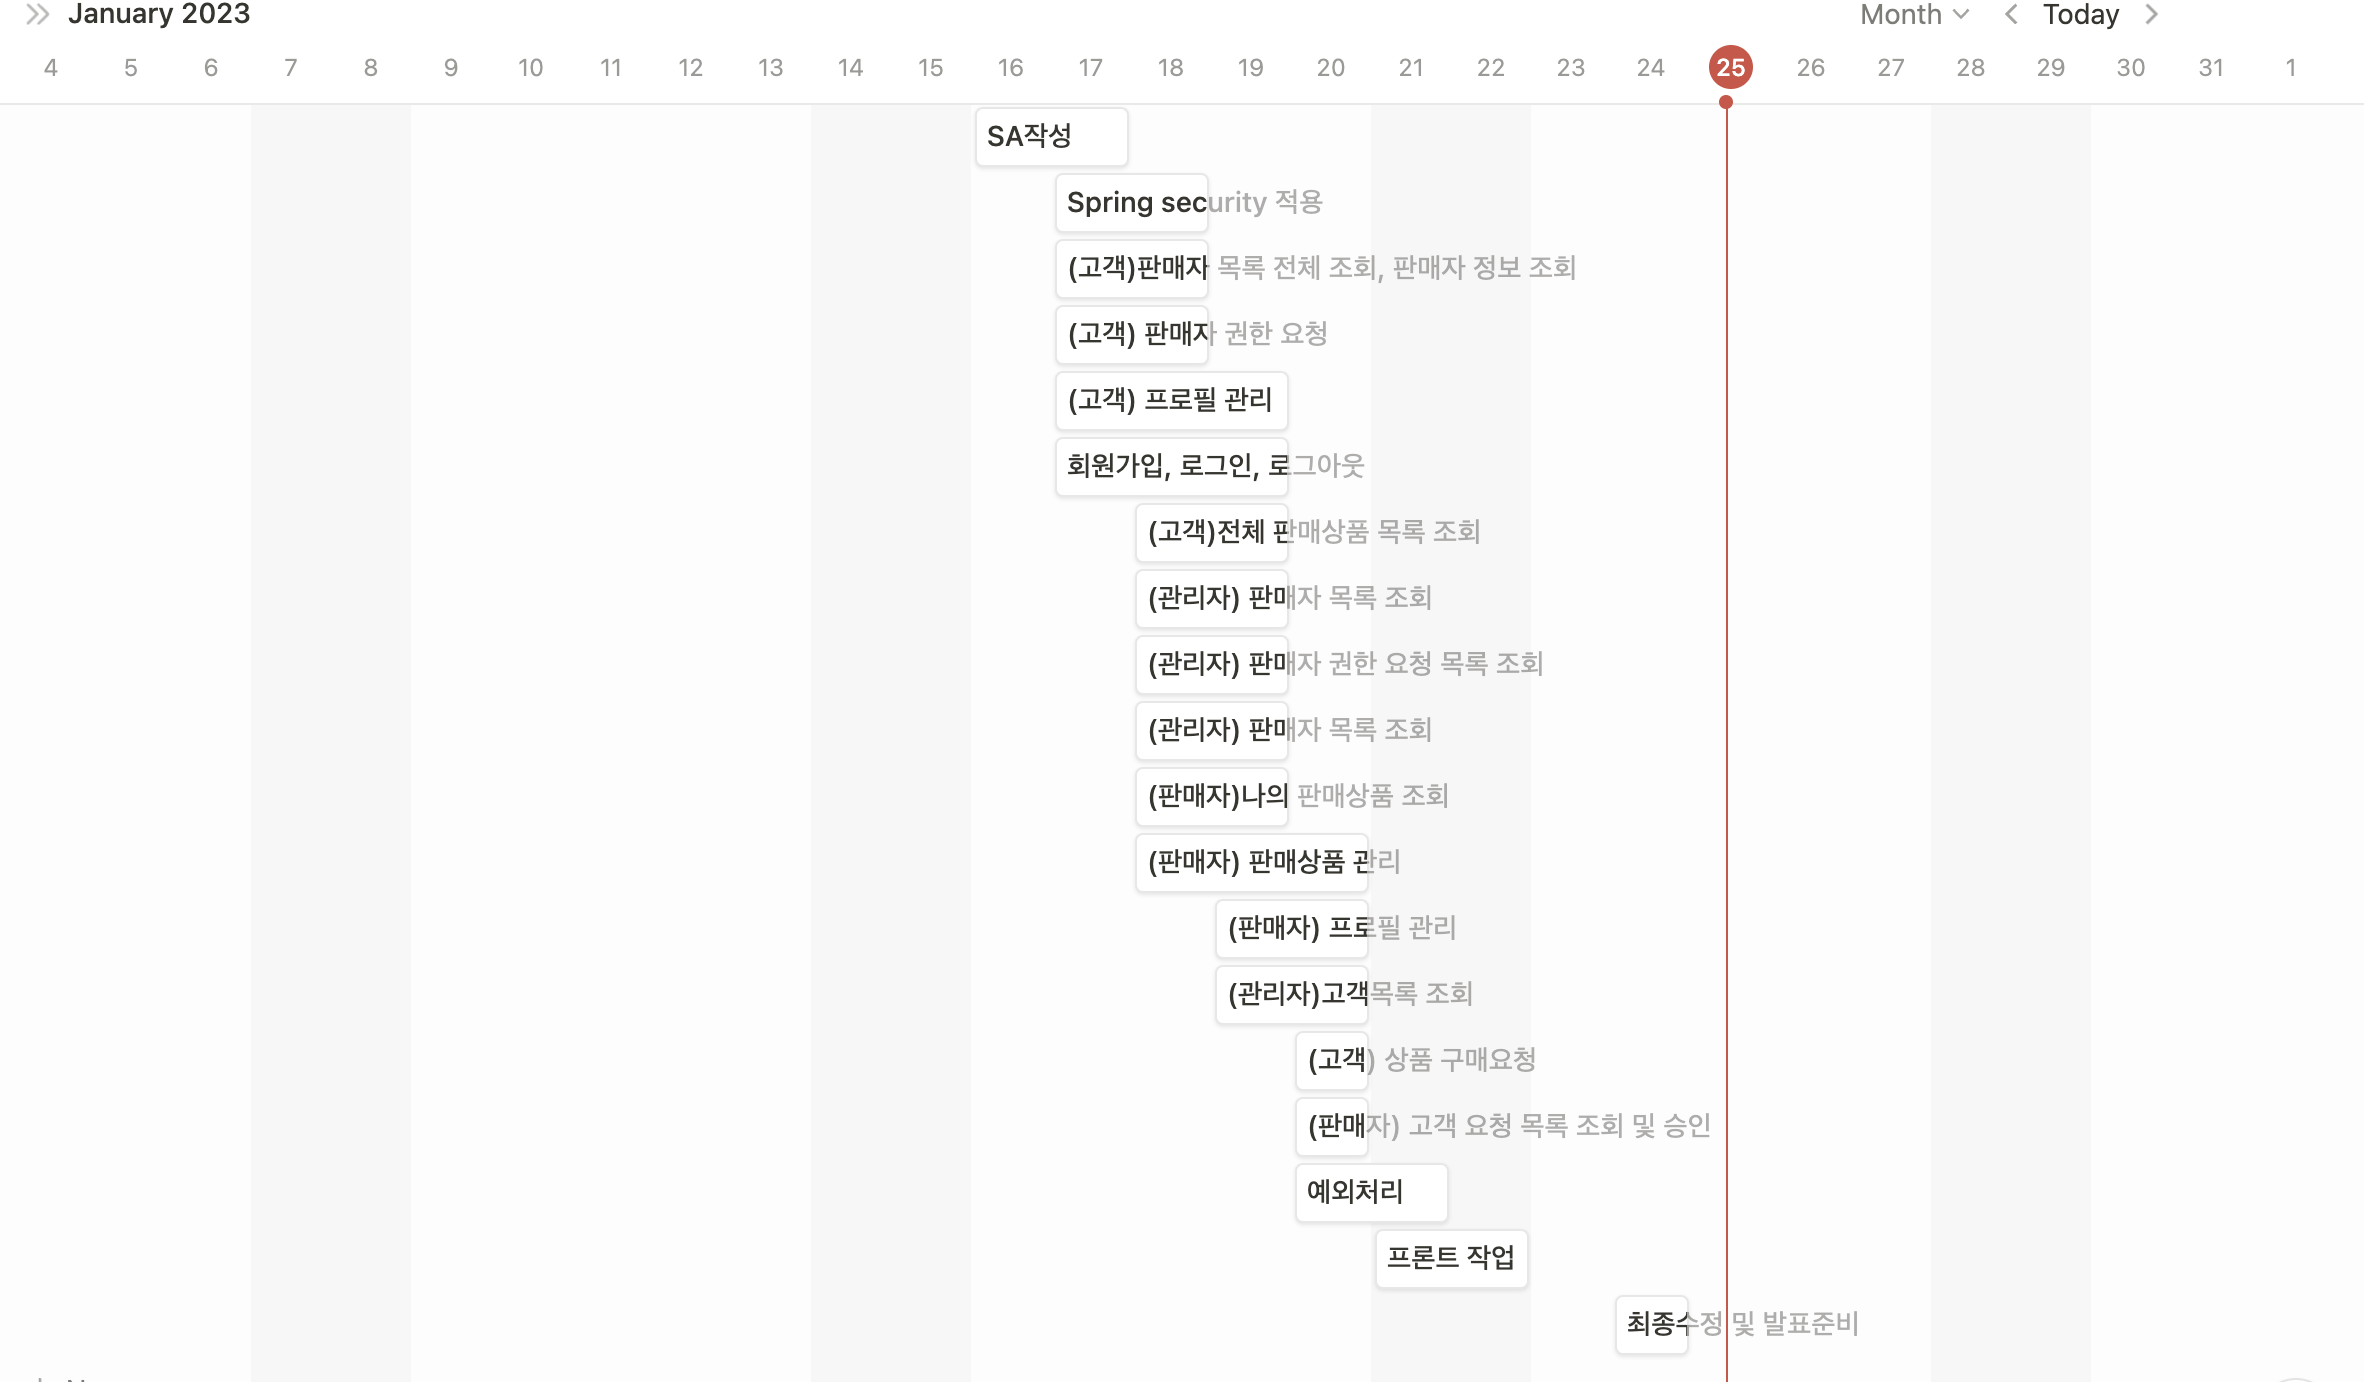 January 2023 Month Today
4 5 6 7 8 9 10 11 12 13 14 15 16 17 18 19 20 21 22 23 24 25 26 27 28 29 30 31 1
SA작성
Spring security 적용
(고객)판매자 목록 전체 조회, 판매자 정보 조회
(고객) 판매자 권한 요청
(고객) 프로필 관리
회원가입, 로그인, 로그아웃
(고객)전체 판매상품 목록 조회
(관리자) 판매자 목록 조회
(관리자) 판매자 권한 요청 목록 조회
(관리자) 판매자 목록 조회
(판매자)나의 판매상품 조회
(판매자) 판매상품 관리
(판매자) 프로필 관리
(관리자)고객목록 조회
(고객) 상품 구매요청
(판매자) 고객 요청 목록 조회 및 승인
예외처리
프론트 작업
최종수정 및 발표준비